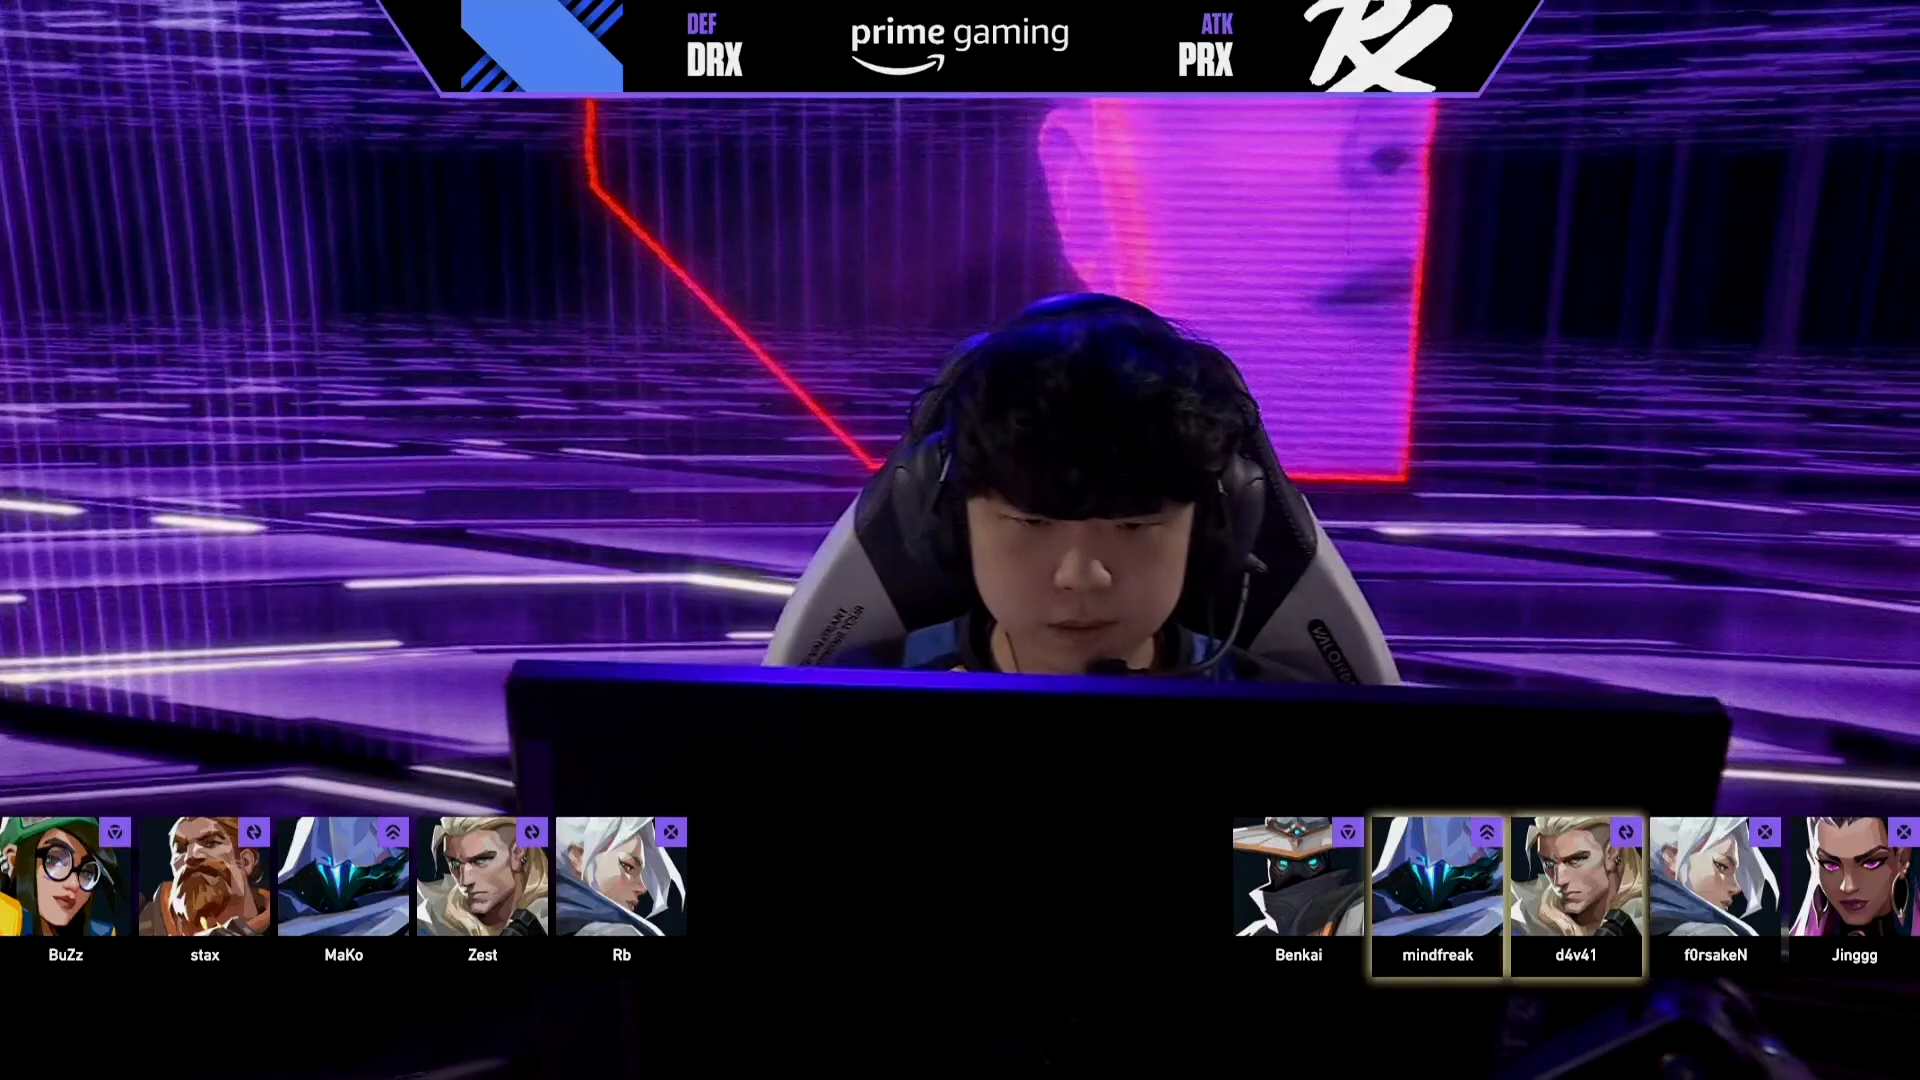 DEF
DRX
prime gaming
ATK
PRX
BuZz
stax
MaKo
Zest
Rb
Benkai
mindfreak
d4v41
f0rsakeN
Jinggg